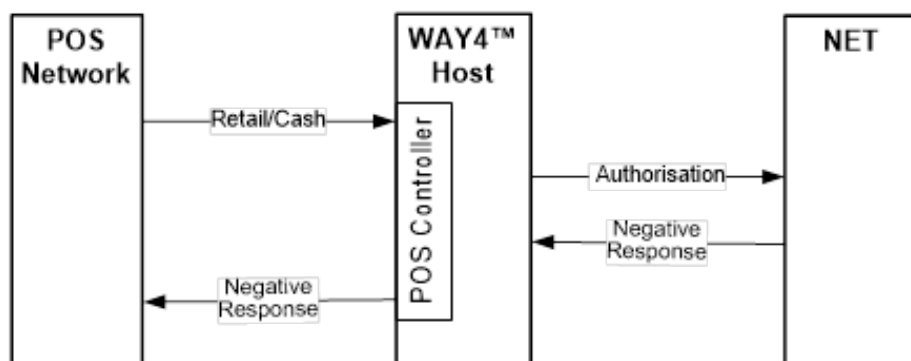 POS
Network
WAY4™
Host
NET
Retail/Cash
POS Controller
Authorisation
Negative
Response
Negative
Response